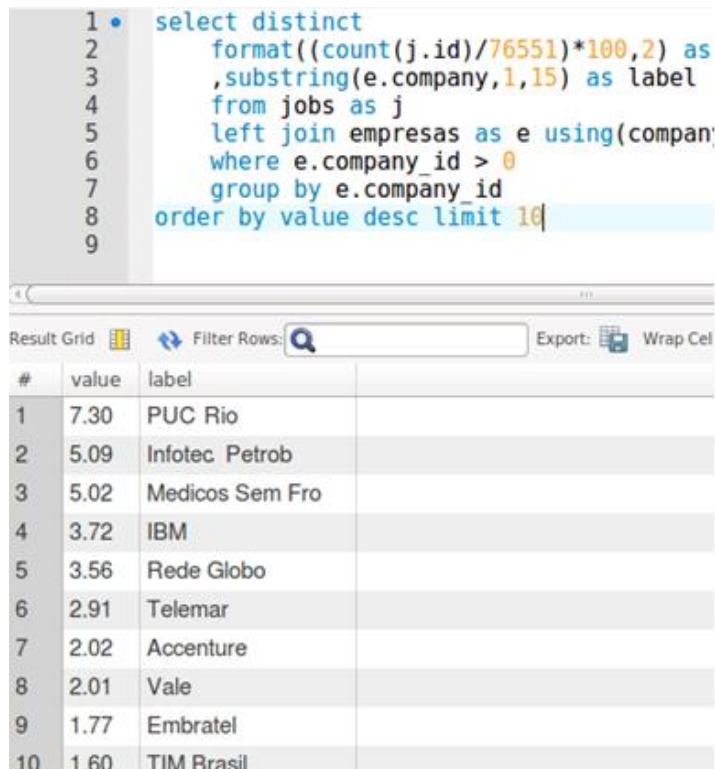 1 select distinct
2 format((count(j.id)/76551)*100,2) as
3 ,substring(e.company,1,15) as label
4 from jobs as j
5 left join empresas as e using(company
6 where e.company_id > 0
7 group by e.company_id
8 order by value desc limit 10
9
Result Grid Filter Rows: Export: Wrap Cel
# value label
1 7.30 PUC Rio
2 5.09 Infotec Petrob
3 5.02 Medicos Sem Fro
4 3.72 IBM
5 3.56 Rede Globo
6 2.91 Telemar
7 2.02 Accenture
8 2.01 Vale
9 1.77 Embratel
10 1.60 TIM Brasil